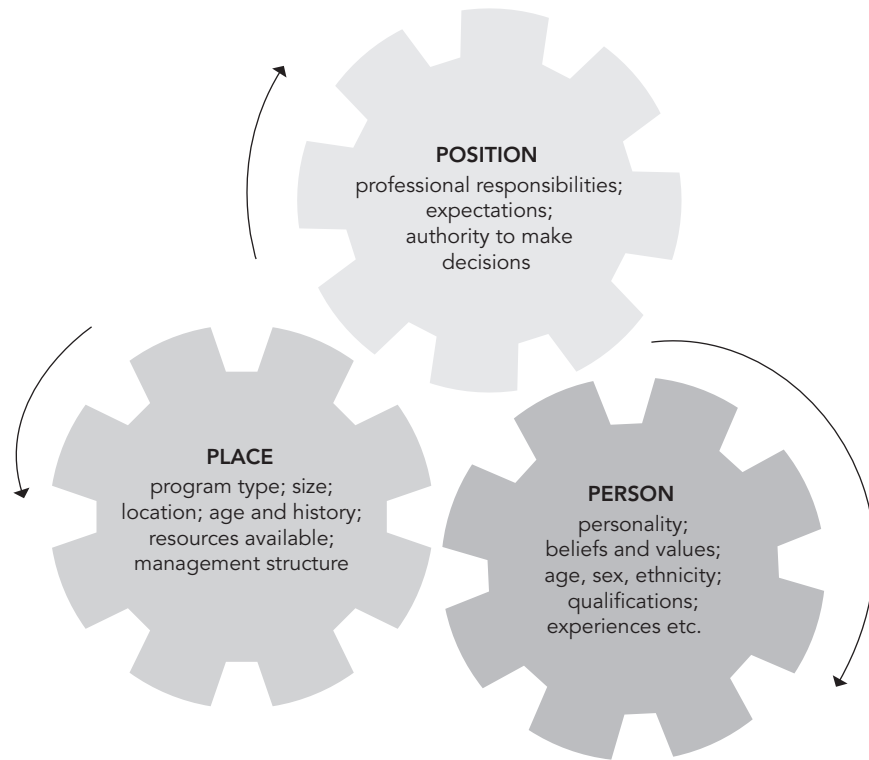 POSITION
professional responsibilities;
expectations;
authority to make
decisions
PLACE
program type; size;
location; age and history;
resources available;
management structure
PERSON
personality;
beliefs and values;
age, sex, ethnicity;
qualifications;
experiences etc.